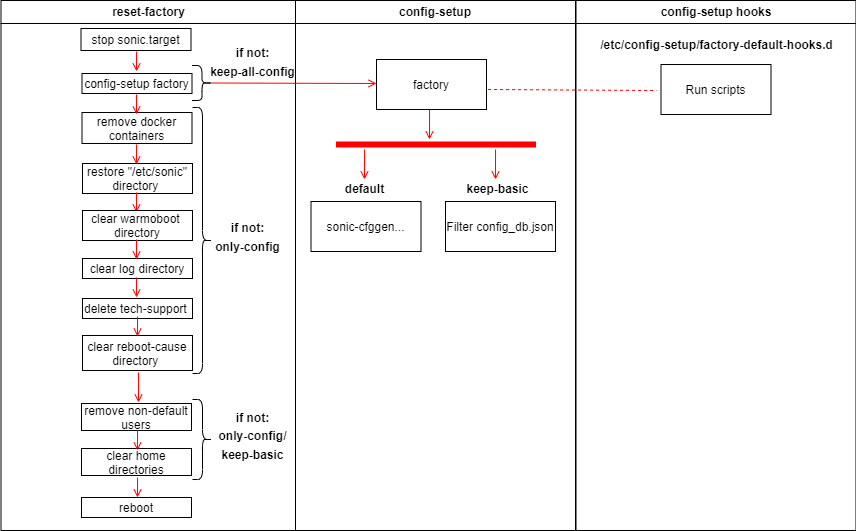 reset-factory
config-setup
config-setup hooks
stop sonic.target
if not:
keep-all-config
config-setup factory
remove docker
containers
restore "/etc/sonic"
directory
clear warmoboot
directory
clear log directory
delete tech-support
clear reboot-cause
directory
if not:
only-config
remove non-default
users
clear home
directories
if not:
only-config/
keep-basic
reboot
factory
default
keep-basic
sonic-cfggen...
Filter config_db.json
/etc/config-setup/factory-default-hooks.d
Run scripts